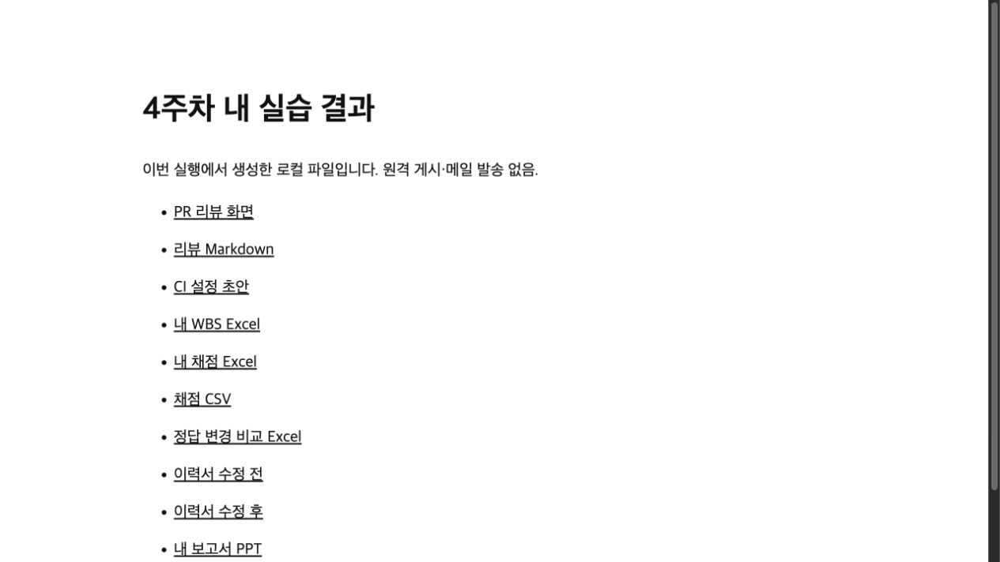 4주차 내 실습 결과
이번 실행에서 생성한 로컬 파일입니다. 원격 게시·메일 발송 없음.
• PR 리뷰 화면
• 리뷰 Markdown
• CI 설정 초안
• 내 WBS Excel
• 내 채점 Excel
• 채점 CSV
• 정답 변경 비교 Excel
• 이력서 수정 전
• 이력서 수정 후
• 내 보고서 PPT